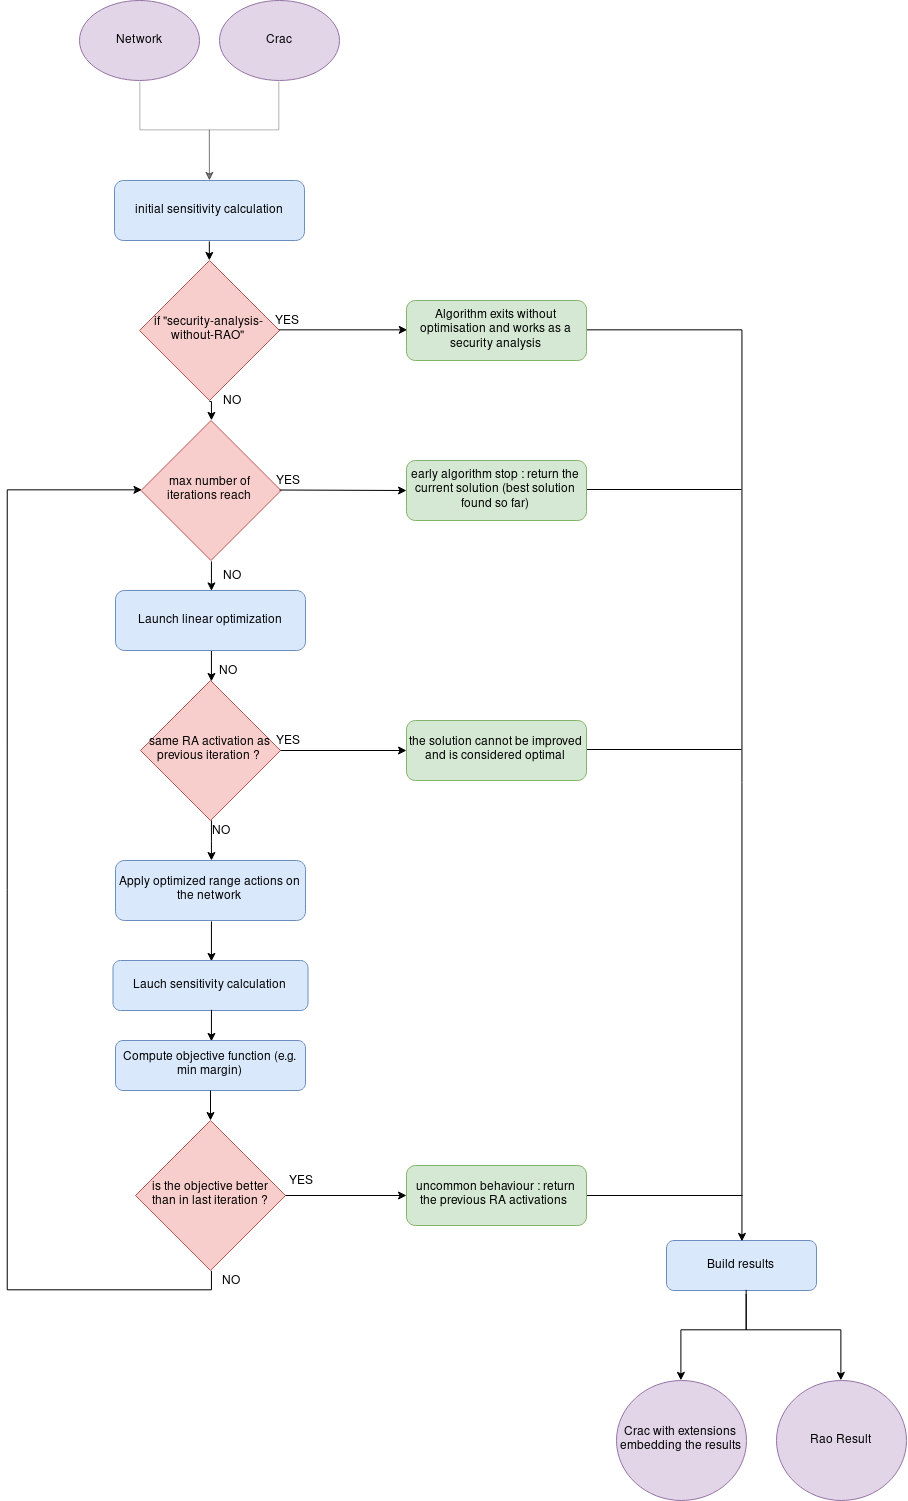 Network
Crac
initial sensitivity calculation
if "security-analysis-
without-RAO"
YES
Algorithm exits without
optimisation and works as a
security analysis
NO
max number of
iterations reach
YES
early algorithm stop : return the
current solution (best solution
found so far)
NO
Launch linear optimization
NO
same RA activation as
previous iteration ?
YES
the solution cannot be improved
and is considered optimal
NO
Apply optimized range actions on
the network
Lauch sensitivity calculation
Compute objective function (e.g.
min margin)
is the objective better
than in last iteration ?
YES
uncommon behaviour : return
the previous RA activations
NO
Build results
Crac with extensions
embedding the results
Rao Result